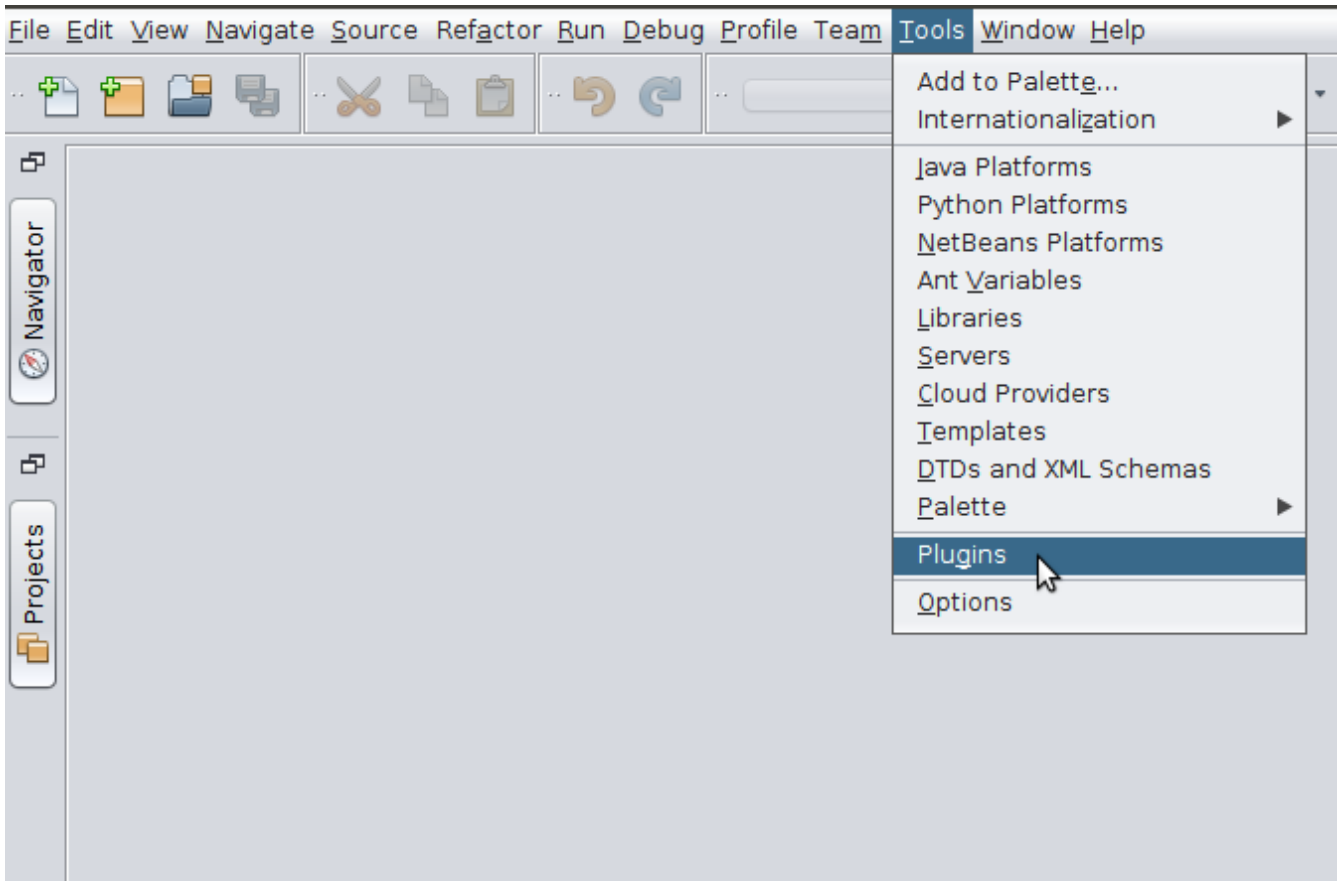 File Edit View Navigate Source Refactor Run Debug Profile Team Tools Window Help
Add to Palette...
Internationalization
Java Platforms
Python Platforms
NetBeans Platforms
Ant Variables
Libraries
Servers
Cloud Providers
Templates
DTDs and XML Schemas
Palette
Plugins
Options
Navigator
Projects